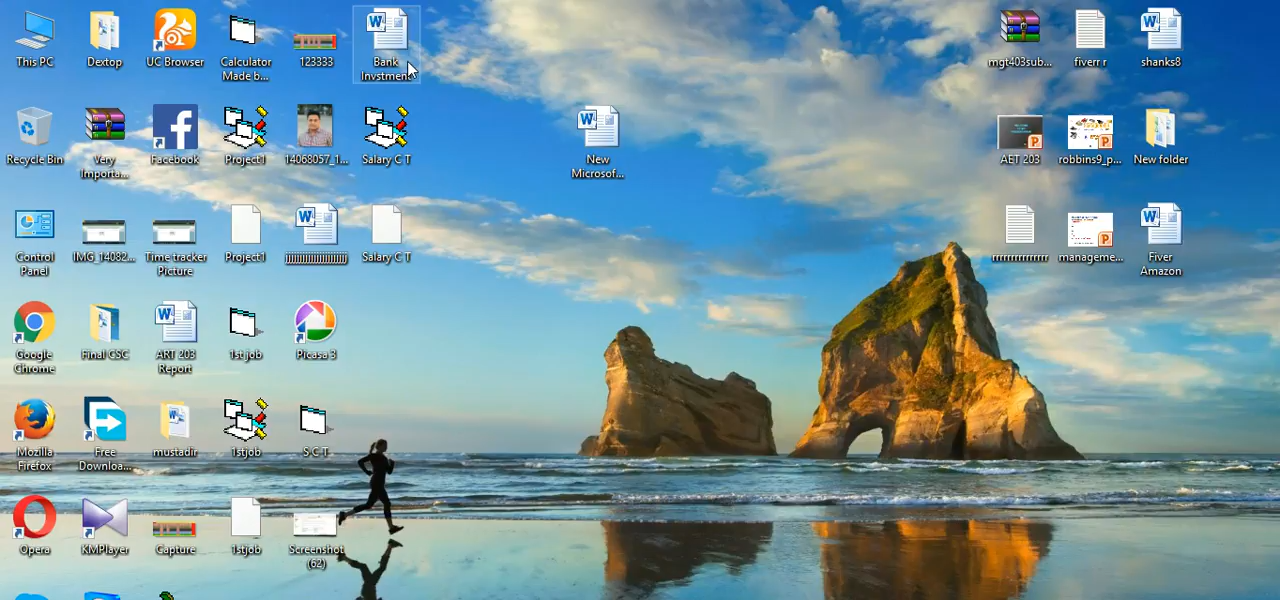 This PC
Dextop
UC Browser
Calculator
Made b...
123333
Bank
Invstment
mgt403sub...
fiverr r
shanks8
Recycle Bin
Very
Importa...
Facebook
Project1
14068057_1...
Salary C T
New
Microsof...
AET 203
robbins9_p...
New folder
Control
Panel
IMG_14082...
Time tracker
Picture
Project1
Salary C T
manageme...
Fiver
Amazon
Google
Chrome
Final CSC
ART 203
Report
1st job
Picasa 3
Mozilla
Firefox
Free
Downloa...
mustadir
1stjob
S C T
Opera
KMPlayer
Capture
1stjob
Screenshot
(62)